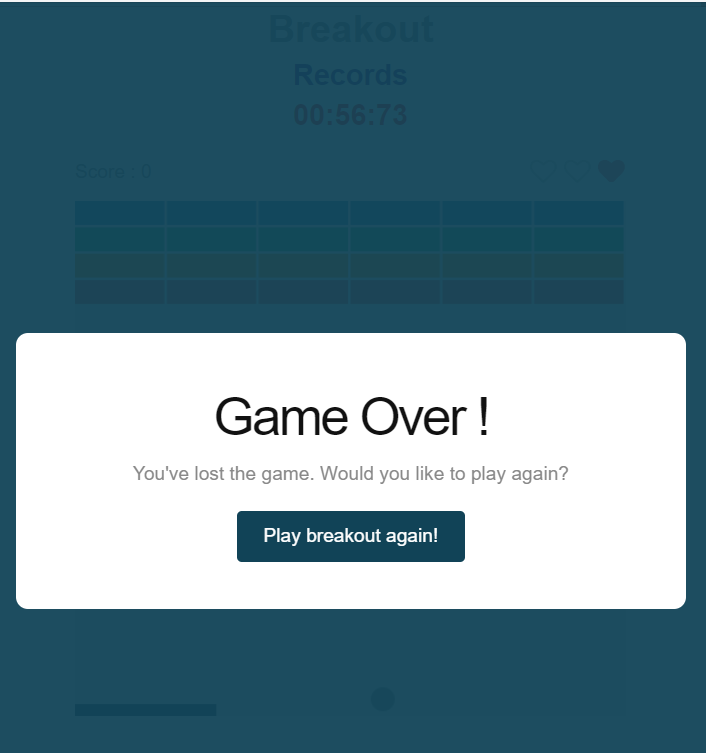 Breakout
Records
00:56:73
Score : 0
Game Over !
You've lost the game. Would you like to play again?
Play breakout again!